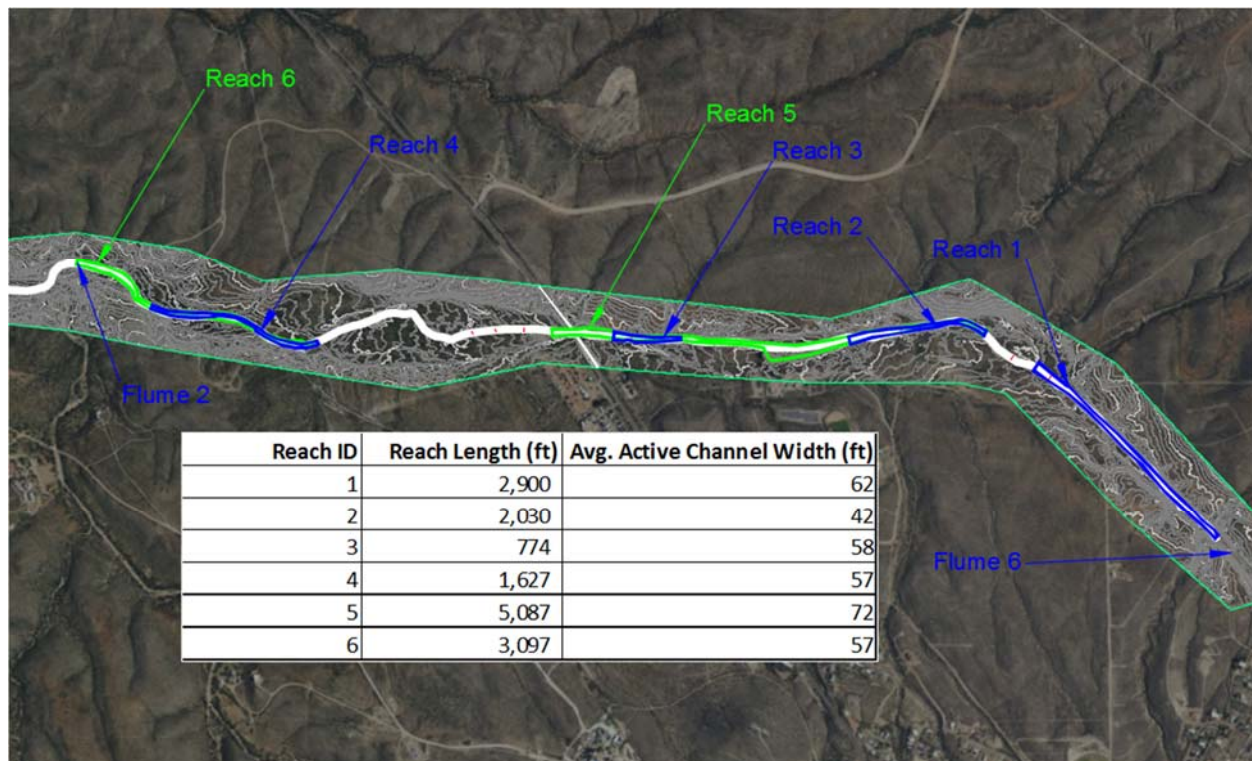 Reach 6
Reach 5
Reach 4
Reach 3
Reach 2
Reach 1
Flume 2
Flume 6
Reach ID Reach Length (ft) Avg. Active Channel Width (ft)
1 2,900 62
2 2,030 42
3 774 58
4 1,627 57
5 5,087 72
6 3,097 57